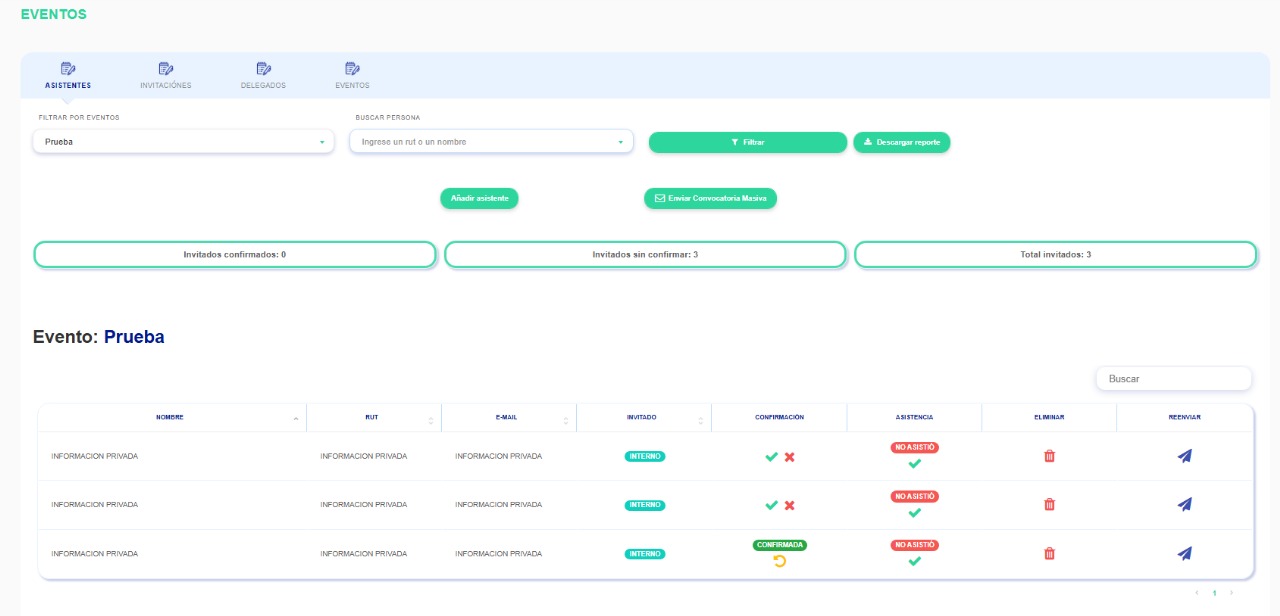 EVENTOS
ASISTENTES INVITACIÓNES DELEGADOS EVENTOS
FILTRAR POR EVENTOS BUSCAR PERSONA
Prueba Ingrese un rut o un nombre Filtrar Descargar reporte
Añadir asistente Enviar Convocatoria Masiva
Invitados confirmados: 0 Invitados sin confirmar: 3 Total invitados: 3
Evento: Prueba
Buscar
NOMBRE RUT E-MAIL INVITADO CONFIRMACIÓN ASISTENCIA ELIMINAR REENVIAR
INFORMACION PRIVADA INFORMACION PRIVADA INFORMACION PRIVADA INTERNO NO ASISTIÓ
INFORMACION PRIVADA INFORMACION PRIVADA INFORMACION PRIVADA INTERNO NO ASISTIÓ
INFORMACION PRIVADA INFORMACION PRIVADA INFORMACION PRIVADA INTERNO CONFIRMADA NO ASISTIÓ
‹ 1 ›